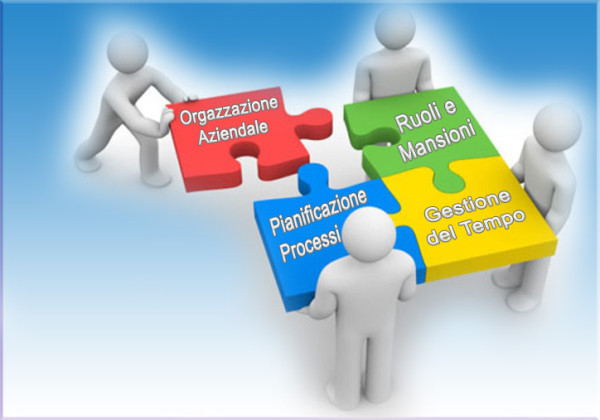 Orgazzazione
Aziendale
Ruoli e
Mansioni
Pianificazione
Processi
Gestione
del Tempo